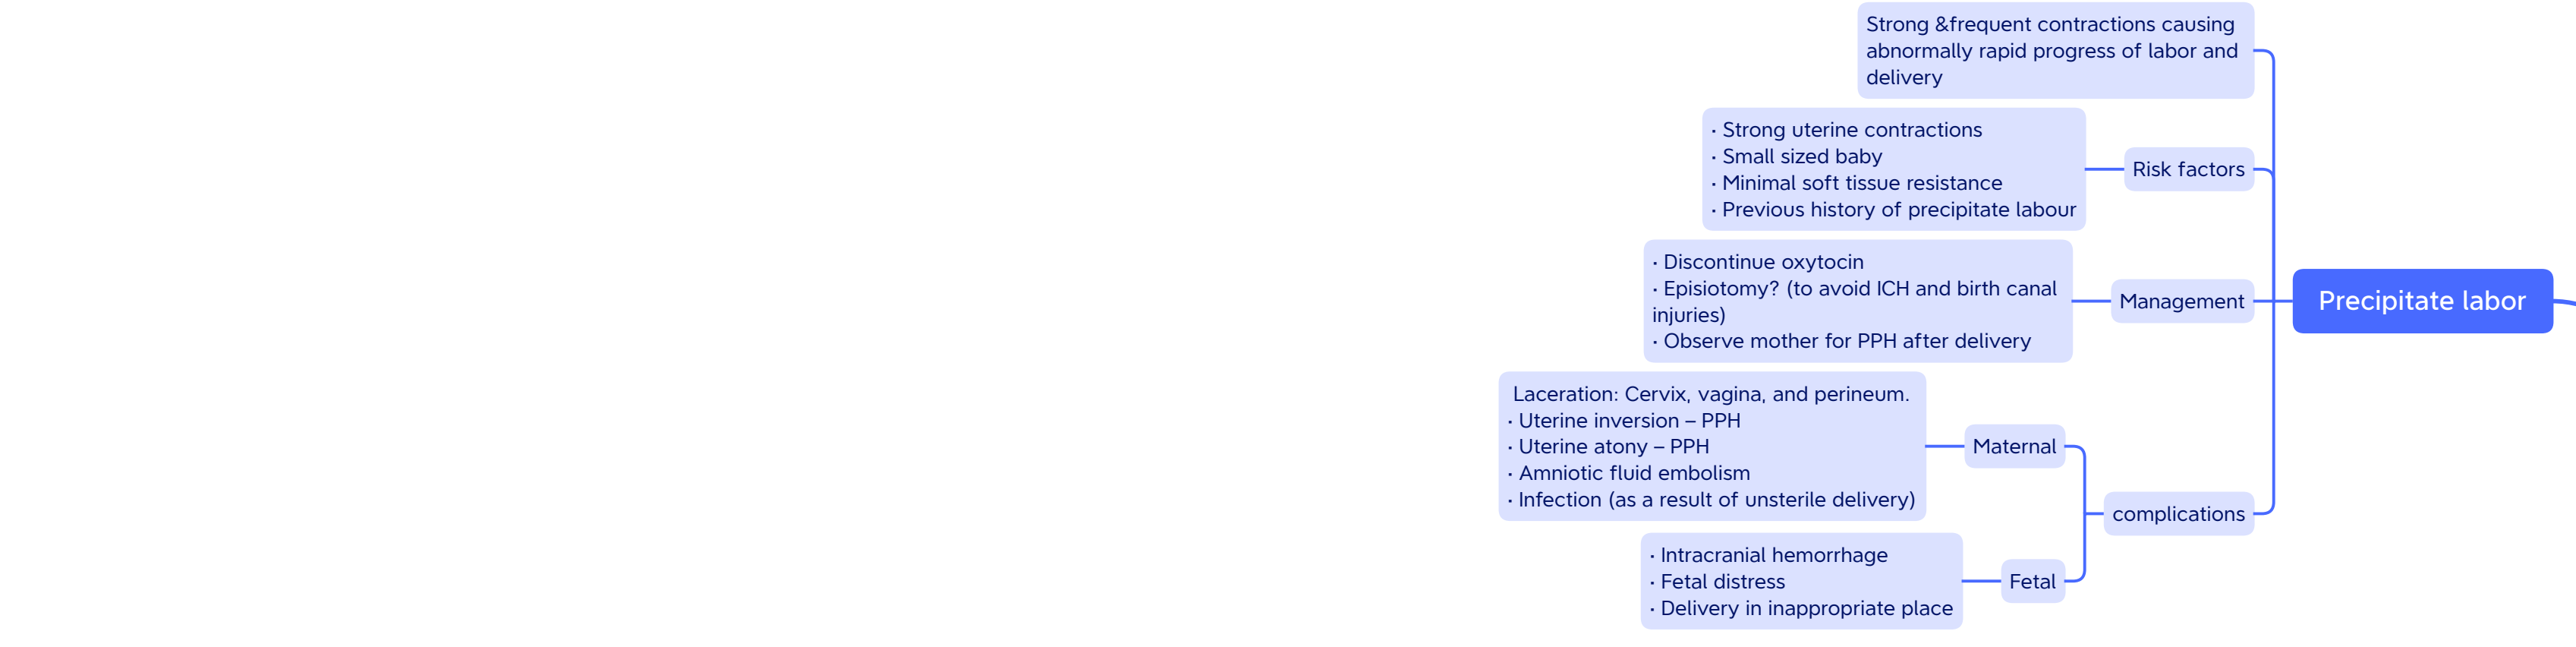 Precipitate labor
Strong &frequent contractions causing
abnormally rapid progress of labor and
delivery
Risk factors
· Strong uterine contractions
· Small sized baby
· Minimal soft tissue resistance
· Previous history of precipitate labour
Management
· Discontinue oxytocin
· Episiotomy? (to avoid ICH and birth canal
injuries)
· Observe mother for PPH after delivery
complications
Maternal
Laceration: Cervix, vagina, and perineum.
· Uterine inversion – PPH
· Uterine atony – PPH
· Amniotic fluid embolism
· Infection (as a result of unsterile delivery)
Fetal
· Intracranial hemorrhage
· Fetal distress
· Delivery in inappropriate place